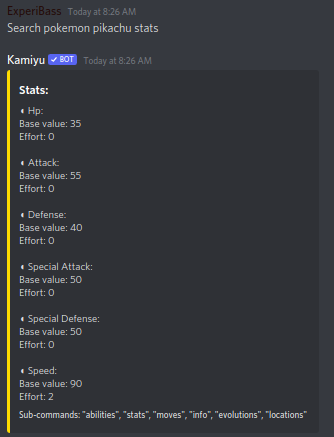 ExperiBass Today at 8:26 AM
Search pokemon pikachu stats
Kamiyu ✓ BOT Today at 8:26 AM
Stats:
Hp:
Base value: 35
Effort: 0
Attack:
Base value: 55
Effort: 0
Defense:
Base value: 40
Effort: 0
Special Attack:
Base value: 50
Effort: 0
Special Defense:
Base value: 50
Effort: 0
Speed:
Base value: 90
Effort: 2
Sub-commands: "abilities", "stats", "moves", "info", "evolutions", "locations"